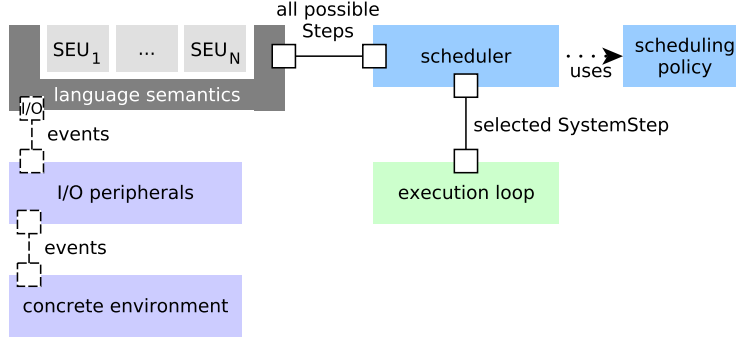 all possible
Steps
SEU1 ... SEUN
language semantics
scheduler
uses
scheduling
policy
I/O
events
selected SystemStep
I/O peripherals
execution loop
events
concrete environment